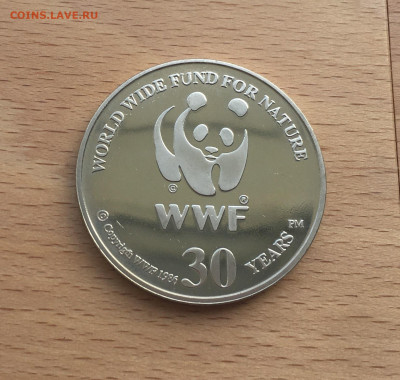 COINS.LAVE.RU
WORLD WIDE FUND FOR NATURE
©
®
WWF
© Copyright WWF 1986
30
YEARS PM